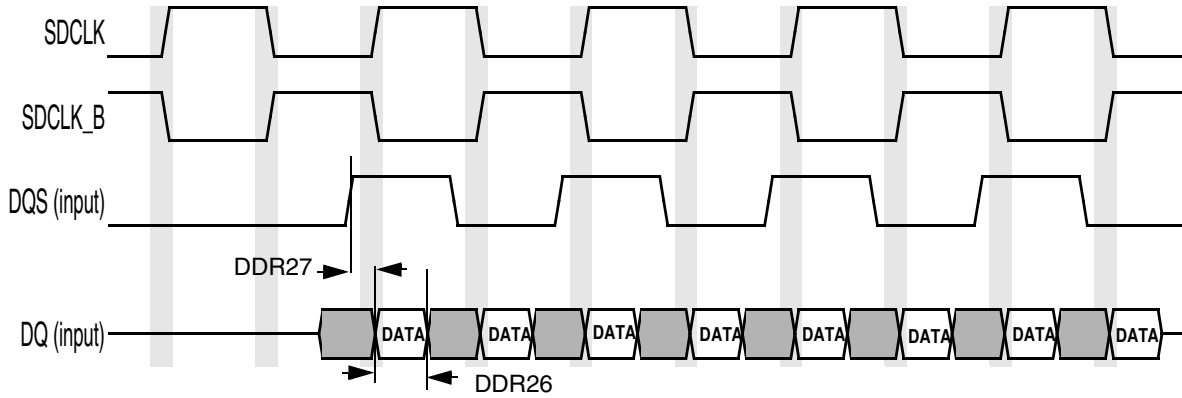 SDCLK
SDCLK_B
DQS (input)
DDR27
DQ (input) DATA DATA DATA DATA DATA DATA DATA DATA
DDR26